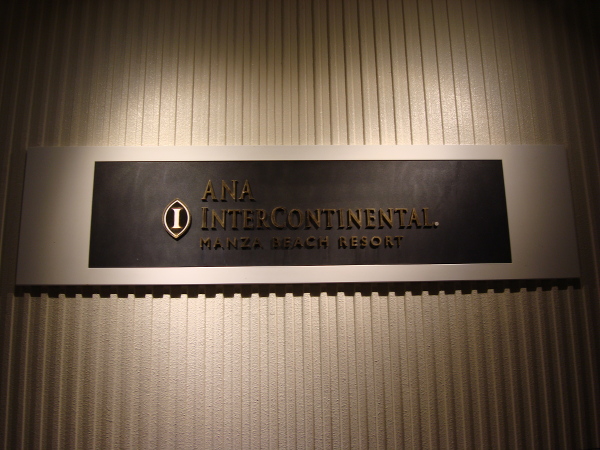 ANA
I INTERCONTINENTAL®
MANZA BEACH RESORT